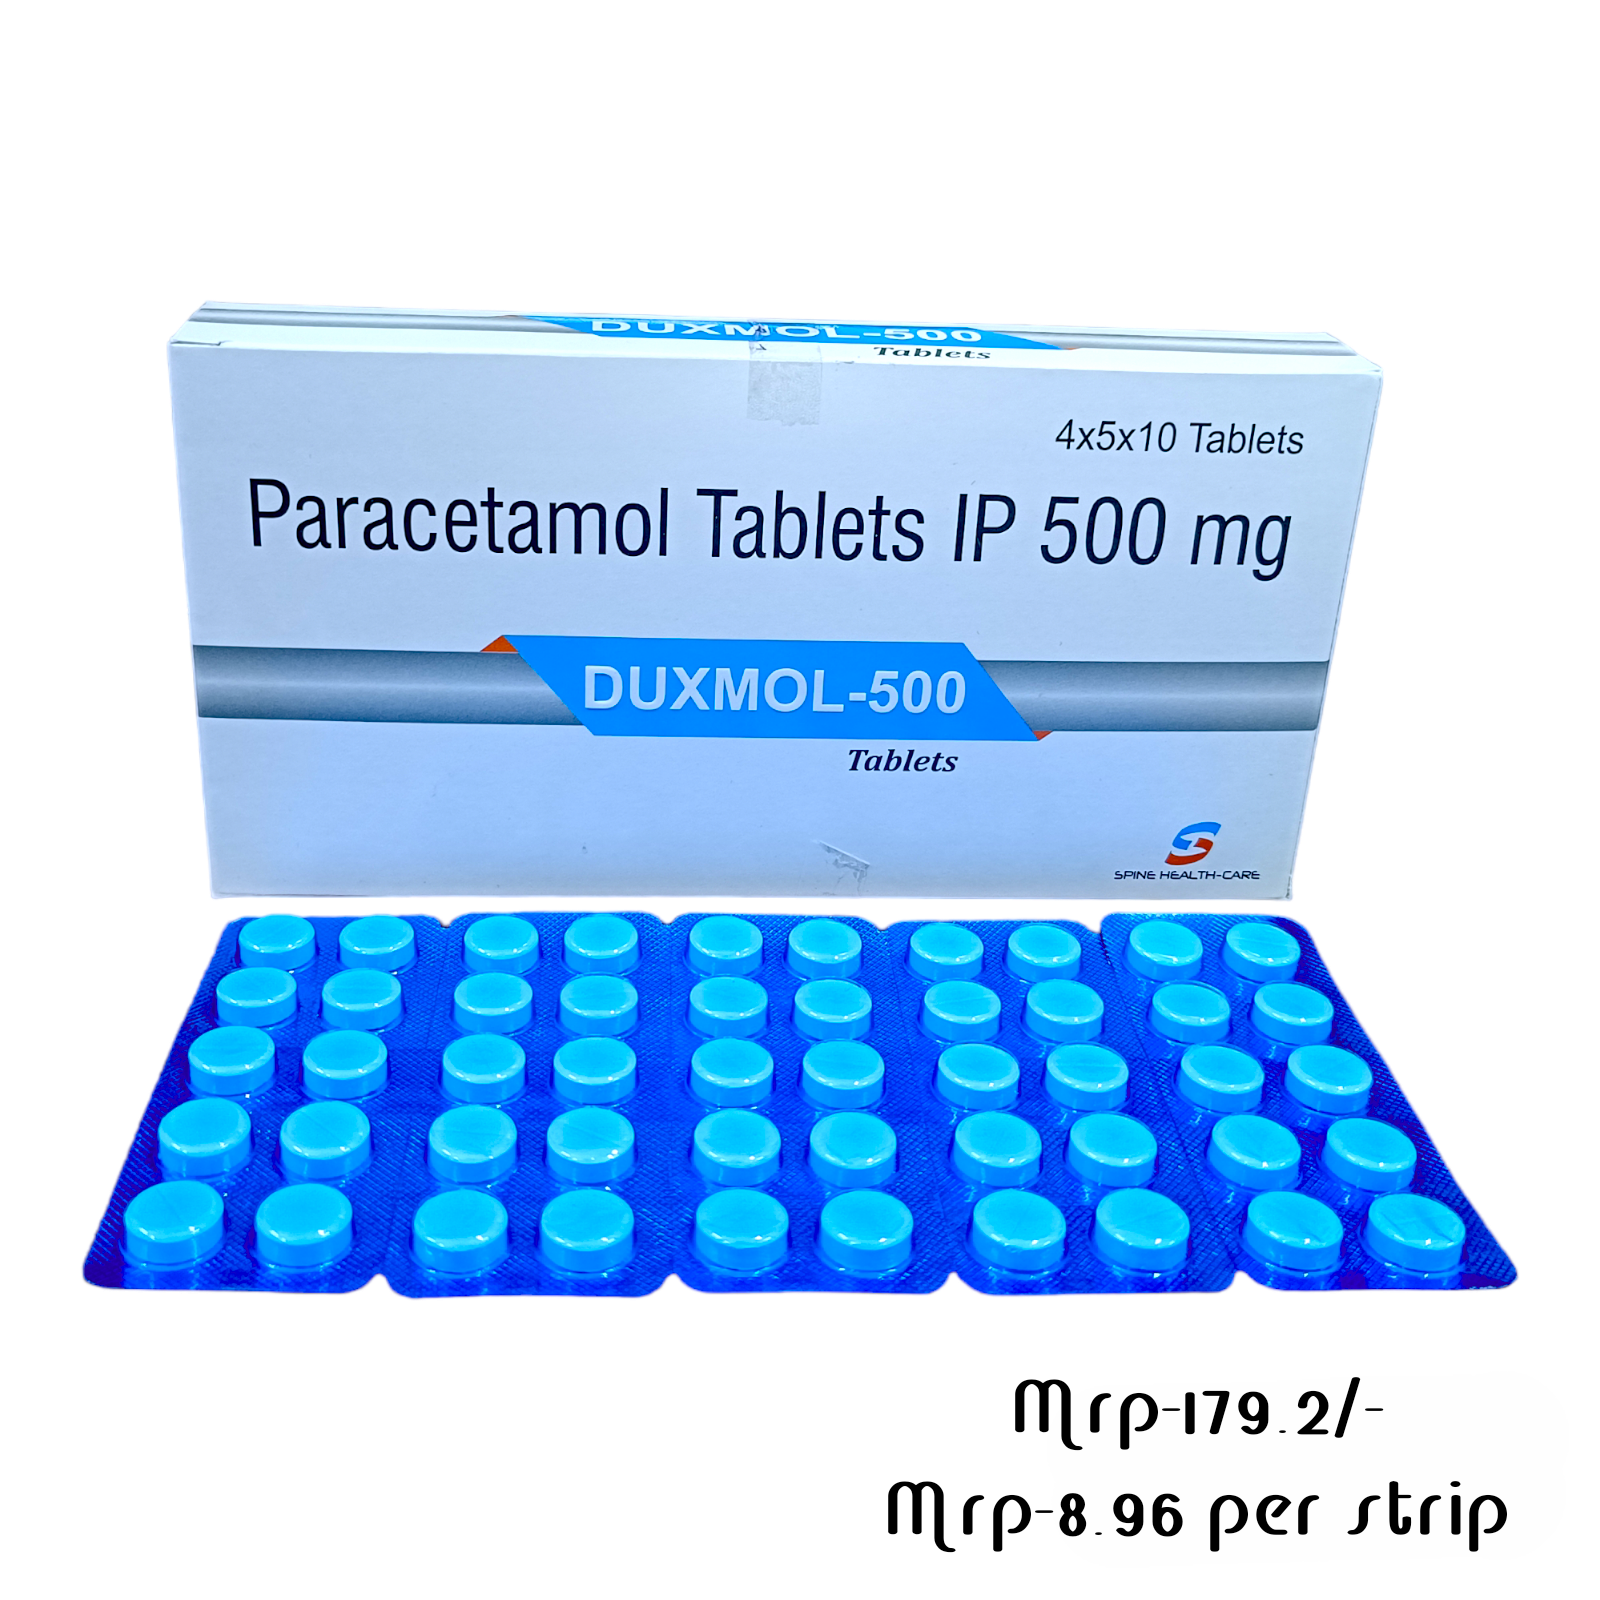 DUXMOL-500
Tablets
4x5x10 Tablets
Paracetamol Tablets IP 500 mg
DUXMOL-500
Tablets
SPINE HEALTH-CARE
Mrp-179.2/-
Mrp-8.96 per strip